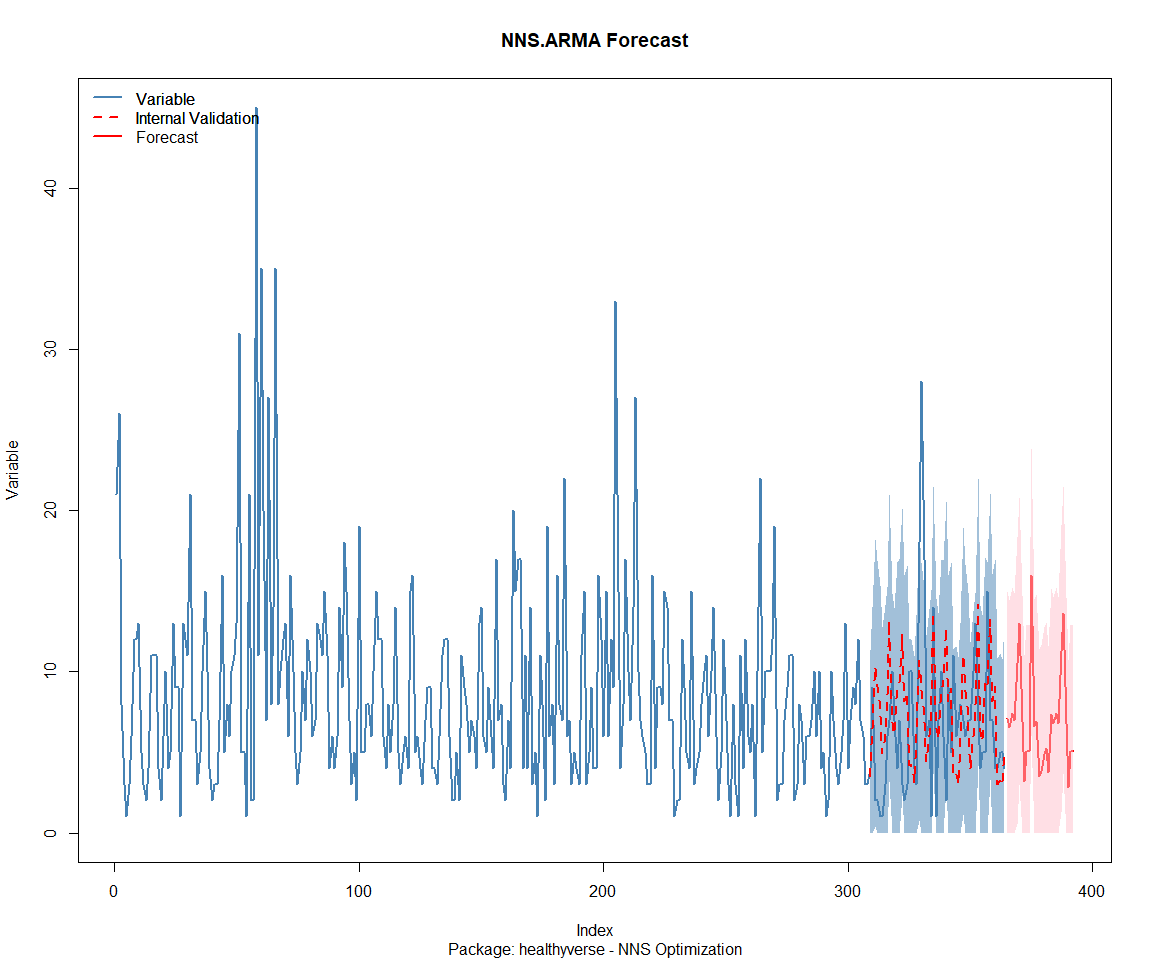 NNS.ARMA Forecast
Variable
Internal Validation
Forecast
40
30
20
10
0
Variable
0
100
200
300
400
Index
Package: healthyverse - NNS Optimization